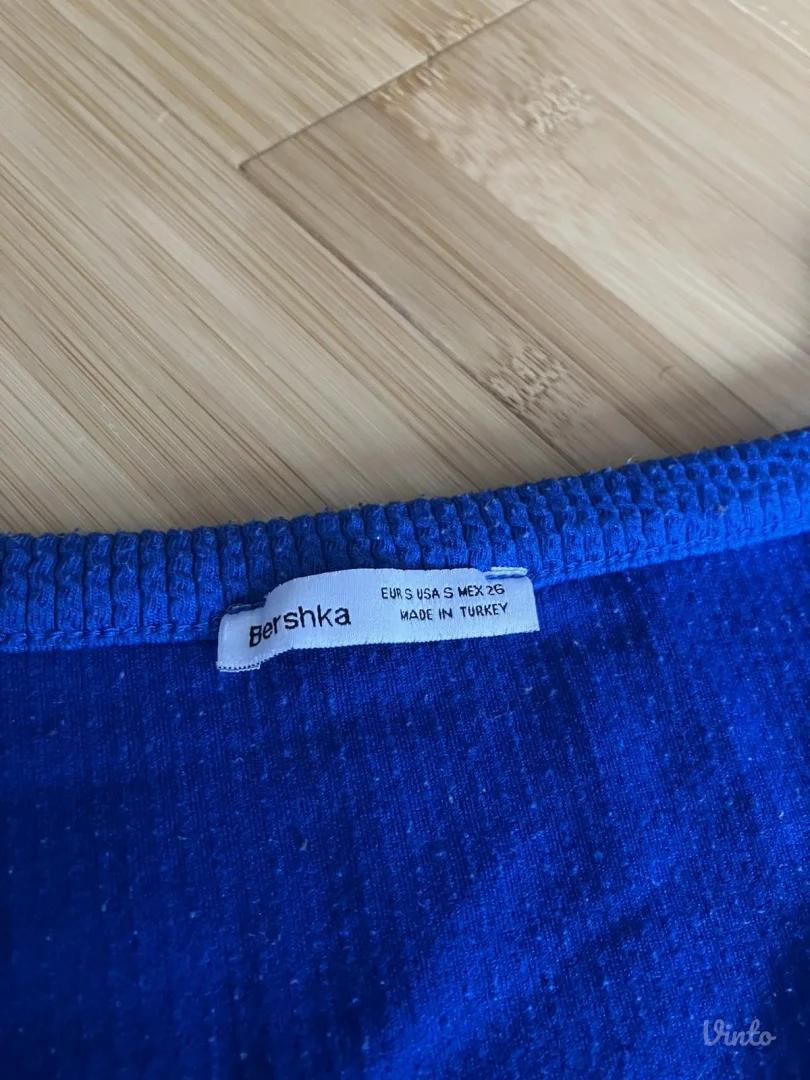 Bershka
EUR S USA S MEX 26
MADE IN TURKEY
Vinto